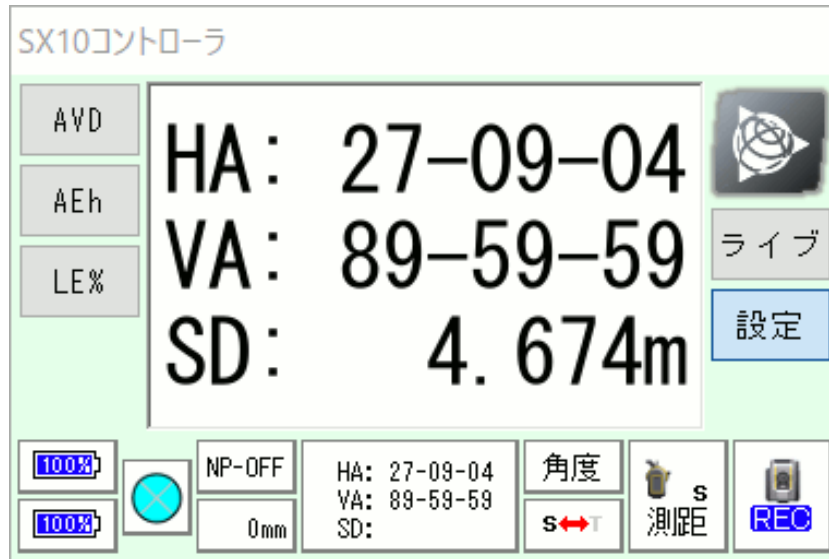 SX10コントローラ
AVD
AEh
LE%
HA: 27-09-04
VA: 89-59-59
SD: 4.674m
ライブ
設定
100%
100%
NP-OFF
0mm
HA: 27-09-04
VA: 89-59-59
SD:
角度
S↔T
S
測距
REC